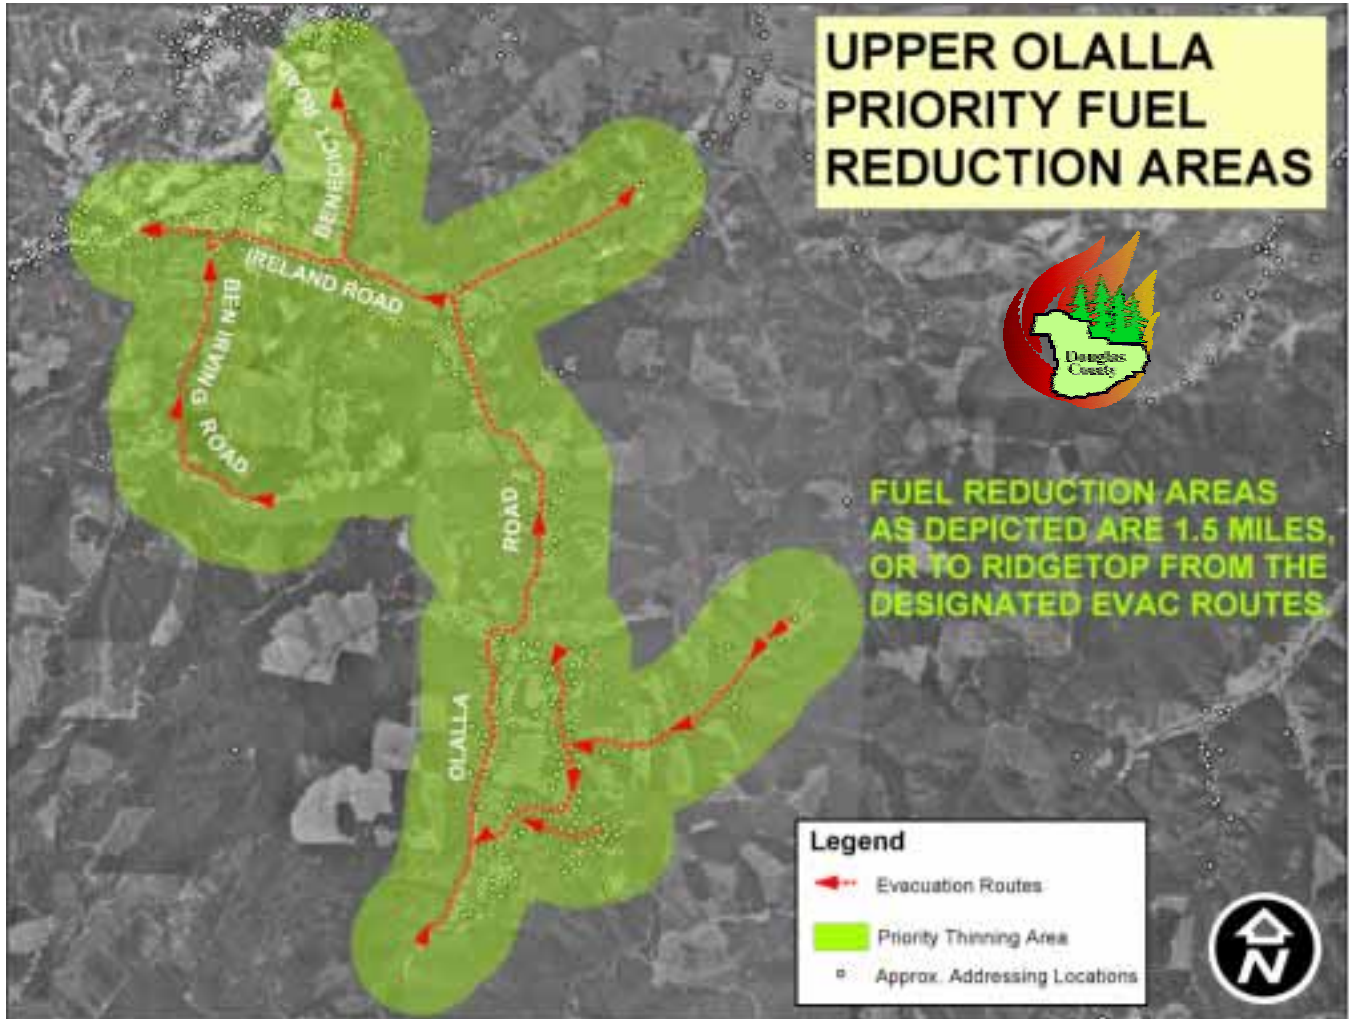 UPPER OLALLA
PRIORITY FUEL
REDUCTION AREAS
BENEDICT ROAD
IRELAND ROAD
BEN IRVING ROAD
Douglas
County
FUEL REDUCTION AREAS
AS DEPICTED ARE 1.5 MILES,
OR TO RIDGETOP FROM THE
DESIGNATED EVAC ROUTES.
OLALLA ROAD
Legend
Evacuation Routes
Priority Thinning Area
Approx. Addressing Locations
N